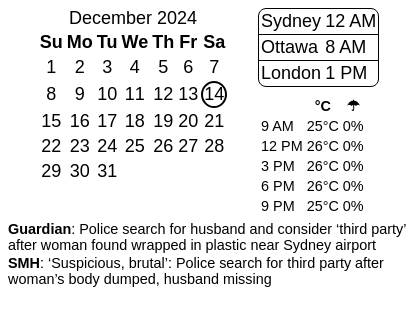 December 2024
Su Mo Tu We Th Fr Sa
1 2 3 4 5 6 7
8 9 10 11 12 13 14
15 16 17 18 19 20 21
22 23 24 25 26 27 28
29 30 31
Sydney 12 AM
Ottawa 8 AM
London 1 PM
°C ☂
9 AM 25°C 0%
12 PM 26°C 0%
3 PM 26°C 0%
6 PM 26°C 0%
9 PM 25°C 0%
Guardian: Police search for husband and consider ‘third party’
after woman found wrapped in plastic near Sydney airport
SMH: ‘Suspicious, brutal’: Police search for third party after
woman’s body dumped, husband missing